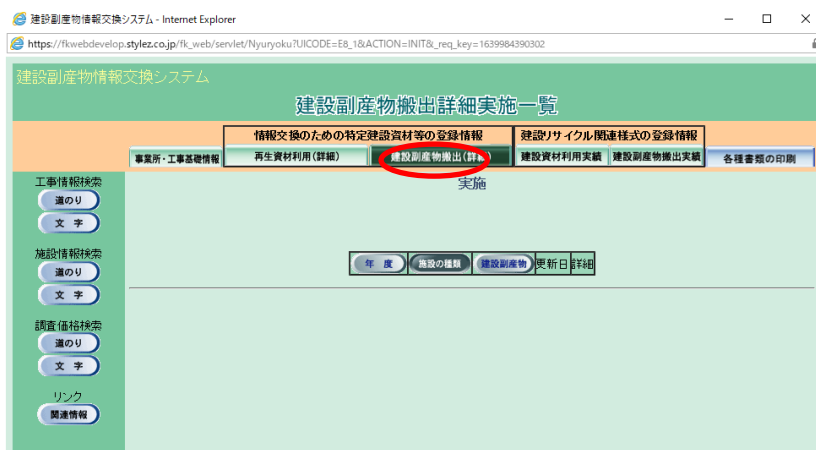 建設副産物情報交換システム - Internet Explorer
https://fkwebdevelop.stylez.co.jp/fk_web/servlet/Nyuryoku?UICODE=E8_1&ACTION=INIT&_req_key=1639984390302
建設副産物情報交換システム
建設副産物搬出詳細実施一覧
情報交換のための特定建設資材等の登録情報 建設リサイクル関連様式の登録情報
事業所・工事基礎情報 再生資材利用(詳細) 建設副産物搬出(詳細) 建設資材利用実績 建設副産物搬出実績 各種書類の印刷
実施
工事情報検索
道のり
文 字
施設情報検索
道のり
文 字
調査価格検索
道のり
文 字
リンク
関連情報
年 度 施設の種類 建設副産物 更新日 詳細